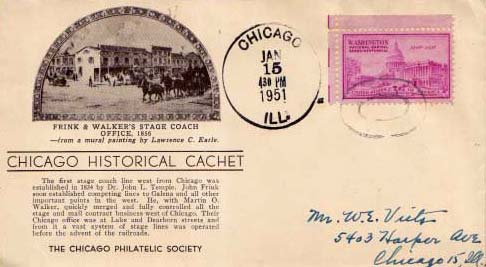 CHICAGO
JAN
15
430 PM
1951
ILL.
WASHINGTON
NATIONAL CAPITAL
SESQUICENTENNIAL
FRINK & WALKER'S STAGE COACH
OFFICE, 1856
—from a mural painting by Lawrence C. Earle.
CHICAGO HISTORICAL CACHET
The first stage coach line west from Chicago was
established in 1834 by Dr. John L. Temple. John Frink
soon established competing lines to Galena and all other
important points in the west. He, with Martin O.
Walker, quickly merged and fully controlled all the
stage and mail contract business west of Chicago. Their
Chicago office was at Lake and Dearborn streets and
from it a vast system of stage lines was operated
before the advent of the railroads.
THE CHICAGO PHILATELIC SOCIETY
Mr. W. E.
5403 Harper Ave
Chicago 15, Ill.